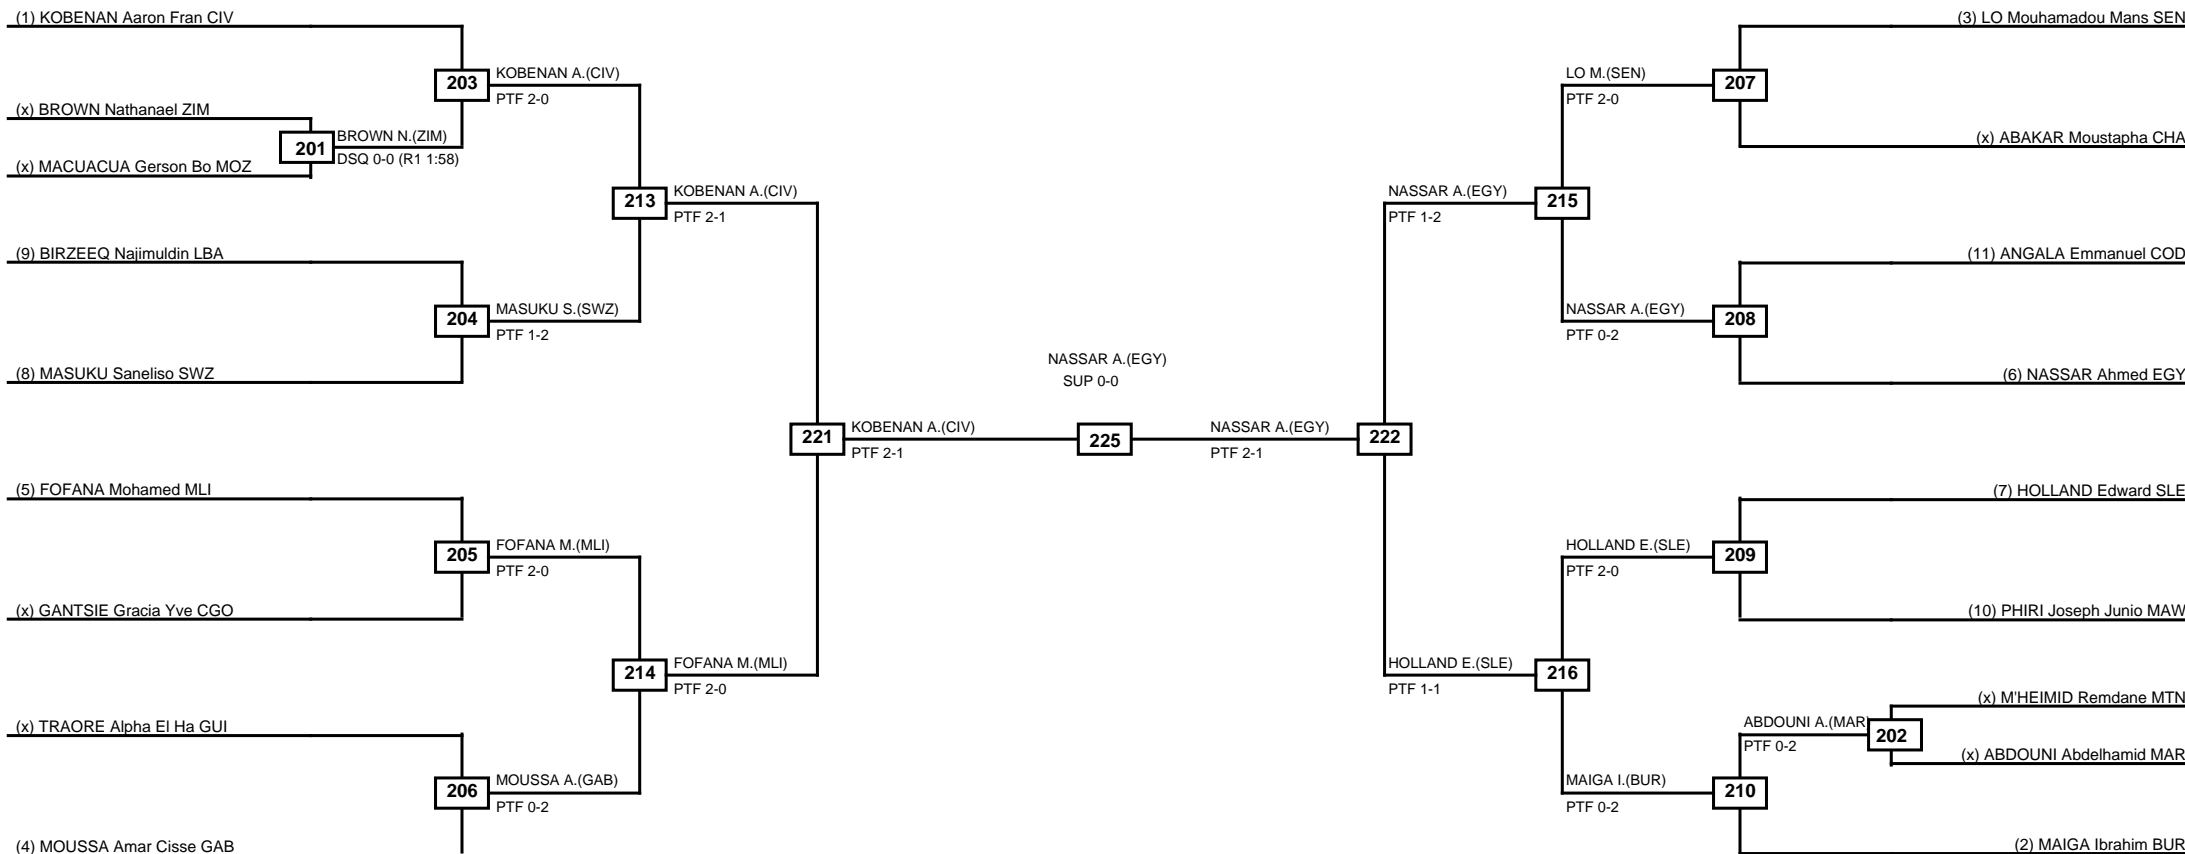 (1) KOBENAN Aaron Fran CIV
(3) LO Mouhamadou Mans SEN
203
KOBENAN A.(CIV)
PTF 2-0
LO M.(SEN)
PTF 2-0
207
(x) BROWN Nathanael ZIM
201
BROWN N.(ZIM)
DSQ 0-0 (R1 1:58)
(x) MACUACUA Gerson Bo MOZ
(x) ABAKAR Moustapha CHA
213
KOBENAN A.(CIV)
PTF 2-1
NASSAR A.(EGY)
PTF 1-2
215
(9) BIRZEEQ Najimuldin LBA
(11) ANGALA Emmanuel COD
204
MASUKU S.(SWZ)
PTF 1-2
NASSAR A.(EGY)
PTF 0-2
208
(8) MASUKU Saneliso SWZ
(6) NASSAR Ahmed EGY
NASSAR A.(EGY)
SUP 0-0
221
KOBENAN A.(CIV)
PTF 2-1
225
NASSAR A.(EGY)
PTF 2-1
222
(5) FOFANA Mohamed MLI
(7) HOLLAND Edward SLE
205
FOFANA M.(MLI)
PTF 2-0
HOLLAND E.(SLE)
PTF 2-0
209
(x) GANTSIE Gracia Yve CGO
(10) PHIRI Joseph Junio MAW
214
FOFANA M.(MLI)
PTF 2-0
HOLLAND E.(SLE)
PTF 1-1
216
(x) TRAORE Alpha El Ha GUI
(x) M'HEIMID Remdane MTN
ABDOUNI A.(MAR)
PTF 0-2
202
(x) ABDOUNI Abdelhamid MAR
206
MOUSSA A.(GAB)
PTF 0-2
MAIGA I.(BUR)
PTF 0-2
210
(4) MOUSSA Amar Cisse GAB
(2) MAIGA Ibrahim BUR